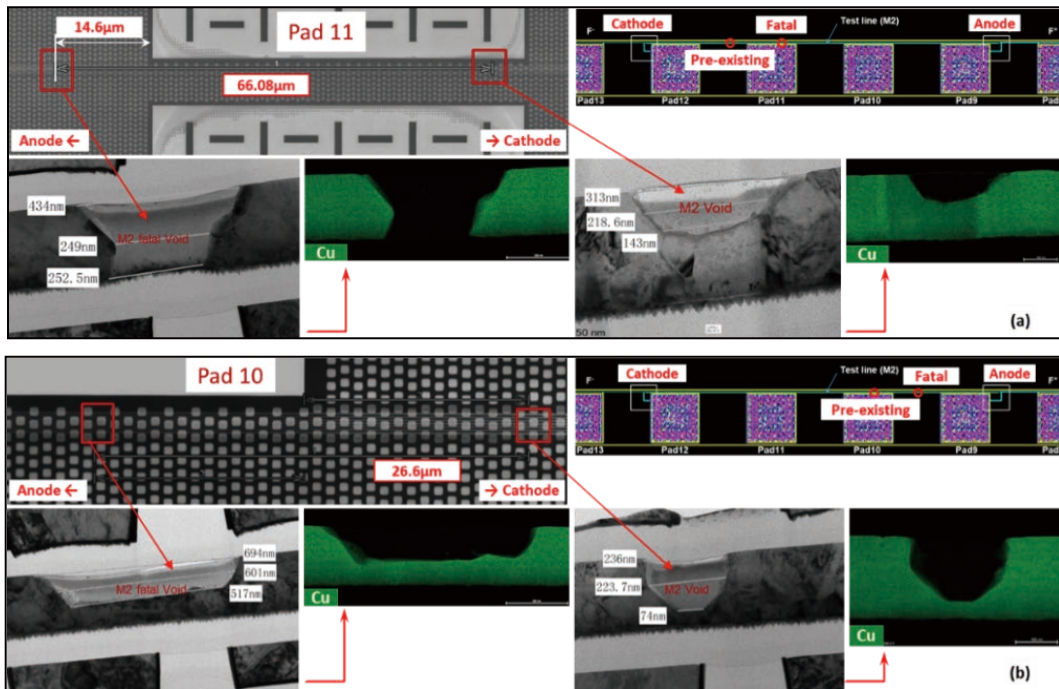 14.6µm
Pad 11
66.08µm
Anode ←
→ Cathode
Cathode
Fatal
Test line (M2)
Anode
F⁻
F⁺
Pre-existing
Pad13
Pad12
Pad11
Pad10
Pad9
434nm
M2 fatal Void
249nm
252.5nm
Cu
313nm
M2 Void
218.6nm
143nm
50 nm
Cu
(a)
Pad 10
26.6µm
Anode ←
→ Cathode
Cathode
Test line (M2)
Fatal
Anode
F⁻
F⁺
Pre-existing
Pad13
Pad12
Pad11
Pad10
Pad9
694nm
M2 fatal Void
601nm
517nm
Cu
236nm
M2 Void
223.7nm
74nm
Cu
(b)